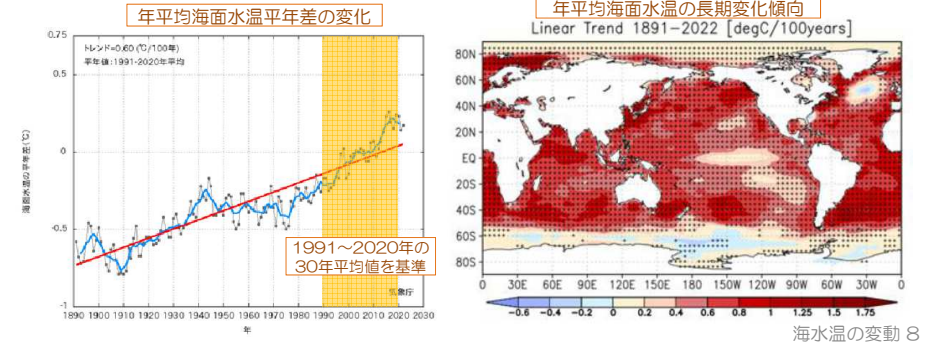 年平均海面水温平年差の変化
トレンド=0.60 (℃/100年)
平年値:1991-2020年平均
海面水温の平年差(℃)
0.75
0.5
0
-0.5
-1
1991～2020年の
30年平均値を基準
気象庁
1890 1900 1910 1920 1930 1940 1950 1960 1970 1980 1990 2000 2010 2020 2030
年
年平均海面水温の長期変化傾向
Linear Trend 1891-2022 [degC/100years]
80N
60N
40N
20N
EQ
20S
40S
60S
80S
0 30E 60E 90E 120E 150E 180 150W 120W 90W 60W 30W 0
-0.6 -0.4 -0.2 0 0.2 0.4 0.6 0.8 1 1.25 1.5 1.75
海水温の変動 8